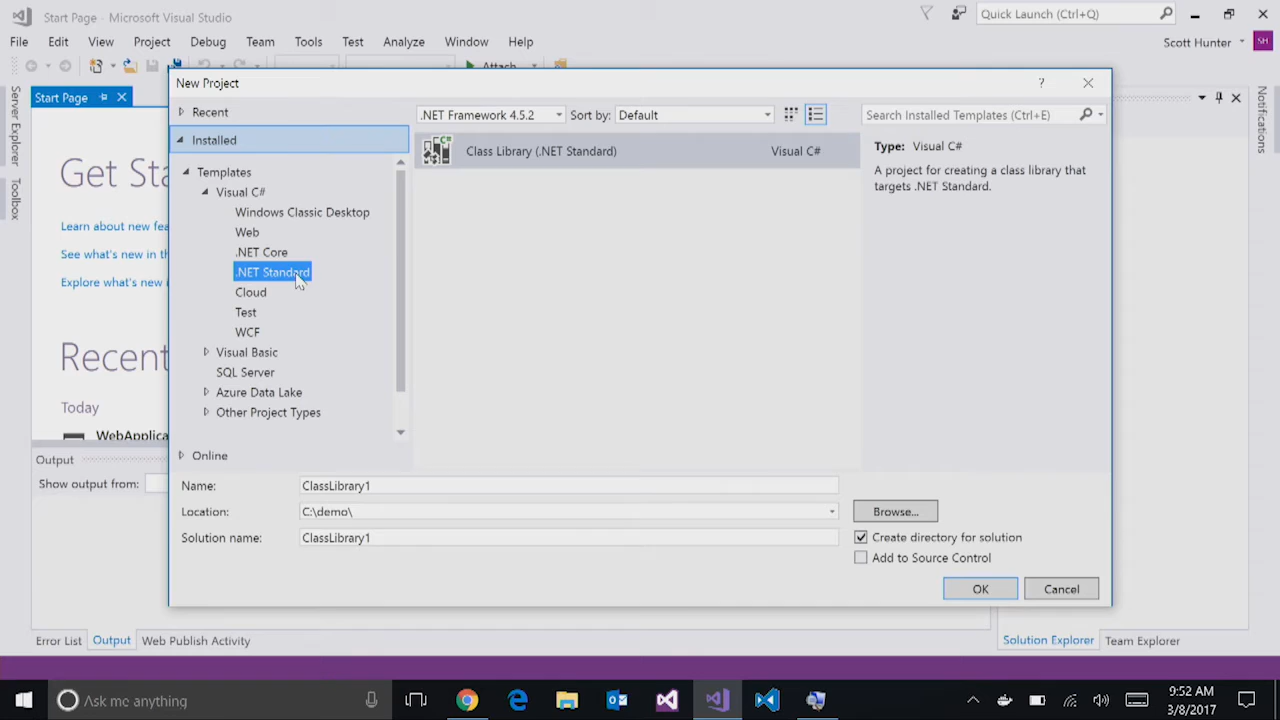 Start Page - Microsoft Visual Studio
Quick Launch (Ctrl+Q)
File Edit View Project Debug Team Tools Test Analyze Window Help
Scott Hunter SH
Attach
Server Explorer
Toolbox
Start Page
Get Sta
Learn about new fea
See what's new in th
Explore what's new i
Recent
Today
WebApplica
New Project
?
Recent
Installed
Templates
Visual C#
Windows Classic Desktop
Web
.NET Core
.NET Standard
Cloud
Test
WCF
Visual Basic
SQL Server
Azure Data Lake
Other Project Types
Online
.NET Framework 4.5.2 Sort by: Default
Class Library (.NET Standard) Visual C#
C#
Search Installed Templates (Ctrl+E)
Type: Visual C#
A project for creating a class library that
targets .NET Standard.
Name: ClassLibrary1
Location: C:\demo\
Browse...
Solution name: ClassLibrary1
Create directory for solution
Add to Source Control
OK Cancel
Notifications
Output
Show output from:
Error List Output Web Publish Activity
Solution Explorer Team Explorer
Ask me anything
9:52 AM
3/8/2017